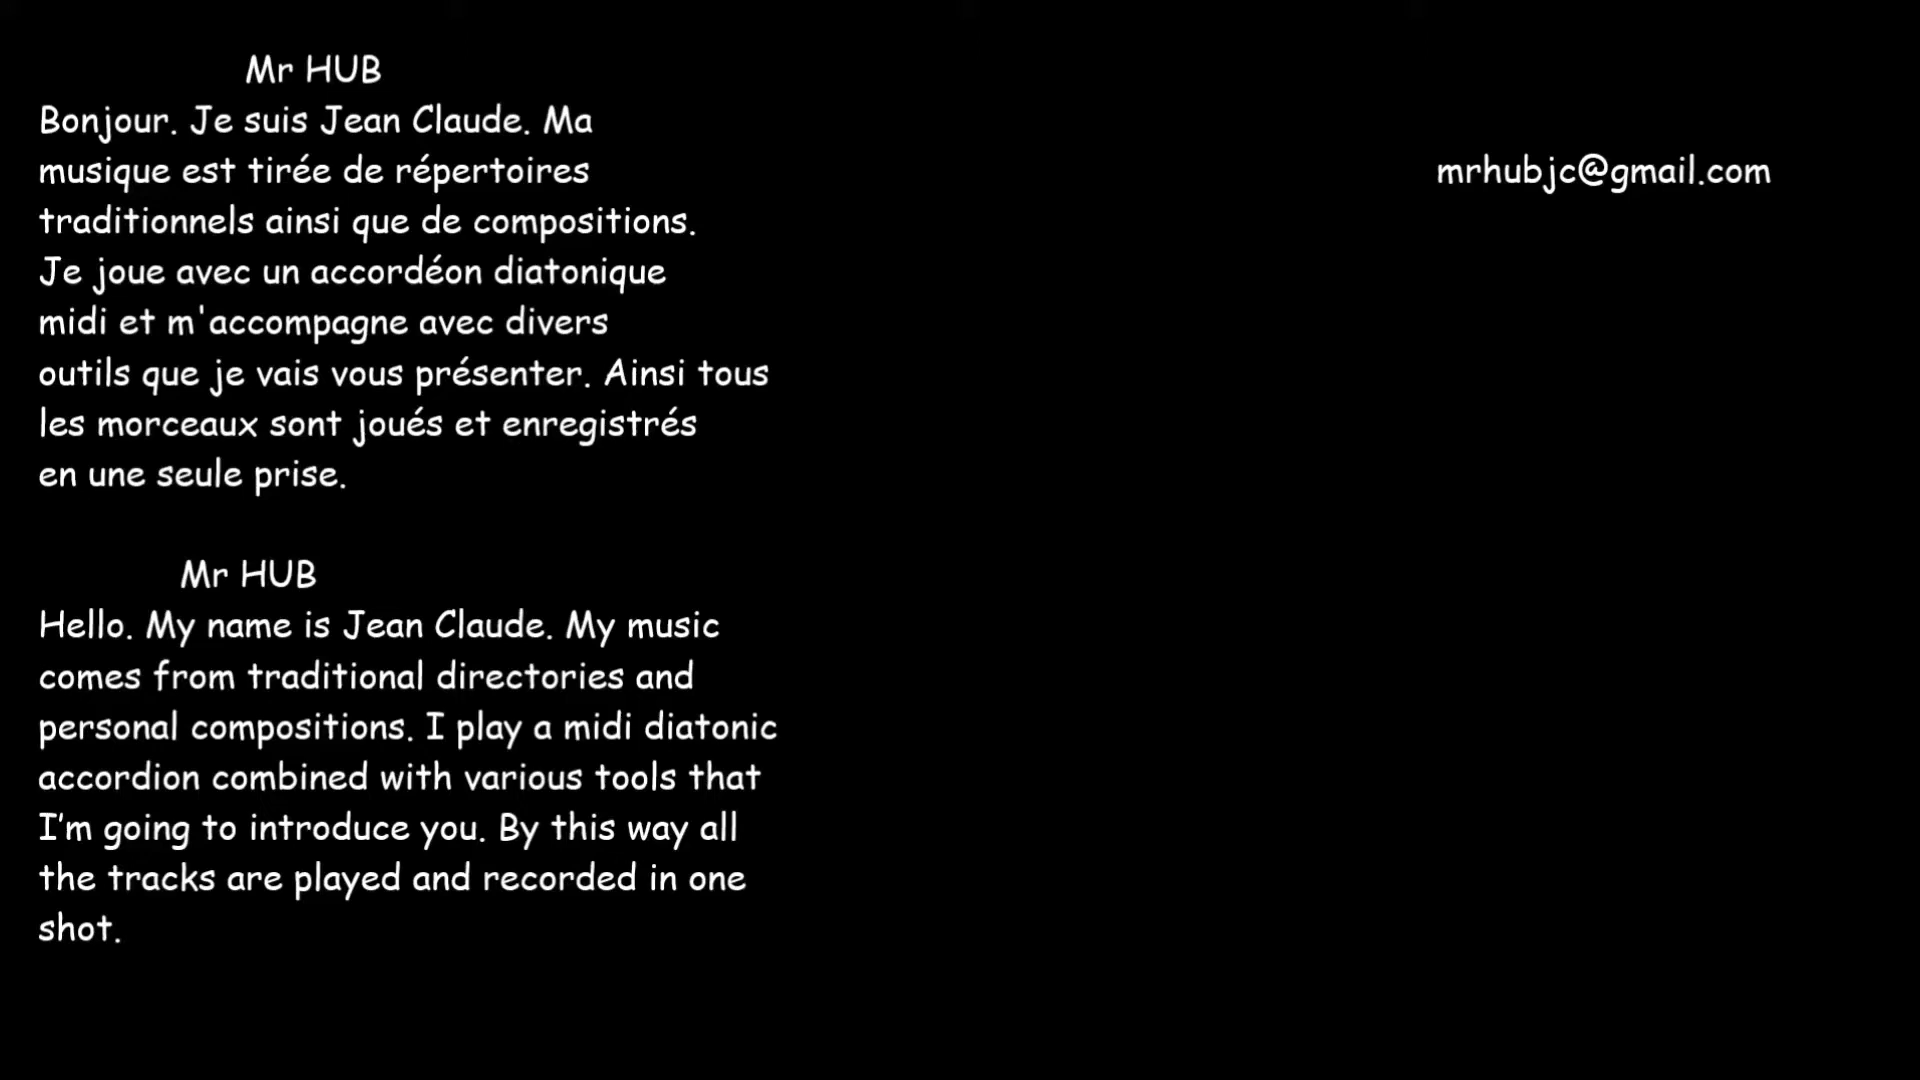 Mr HUB
Bonjour. Je suis Jean Claude. Ma
musique est tirée de répertoires
traditionnels ainsi que de compositions.
Je joue avec un accordéon diatonique
midi et m'accompagne avec divers
outils que je vais vous présenter. Ainsi tous
les morceaux sont joués et enregistrés
en une seule prise.
Mr HUB
Hello. My name is Jean Claude. My music
comes from traditional directories and
personal compositions. I play a midi diatonic
accordion combined with various tools that
I’m going to introduce you. By this way all
the tracks are played and recorded in one
shot.
mrhubjc@gmail.com